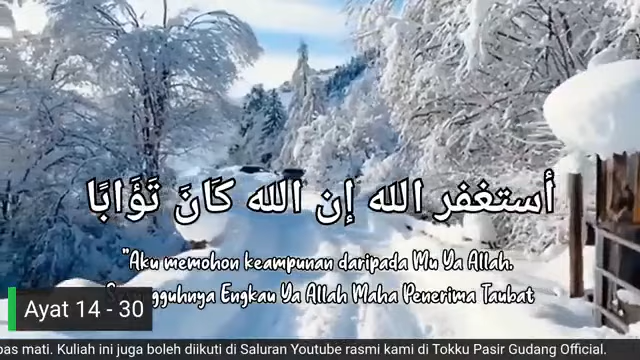 أستغفر الله إن الله كَانَ تَوَّابًا
"Aku memohon keampunan daripada Mu Ya Allah.
Engkau Ya Allah Maha Penerima Taubat
Ayat 14 - 30
mati. Kuliah ini juga boleh diikuti di Saluran Youtube rasmi kami di Tokku Pasir Gudang Official.